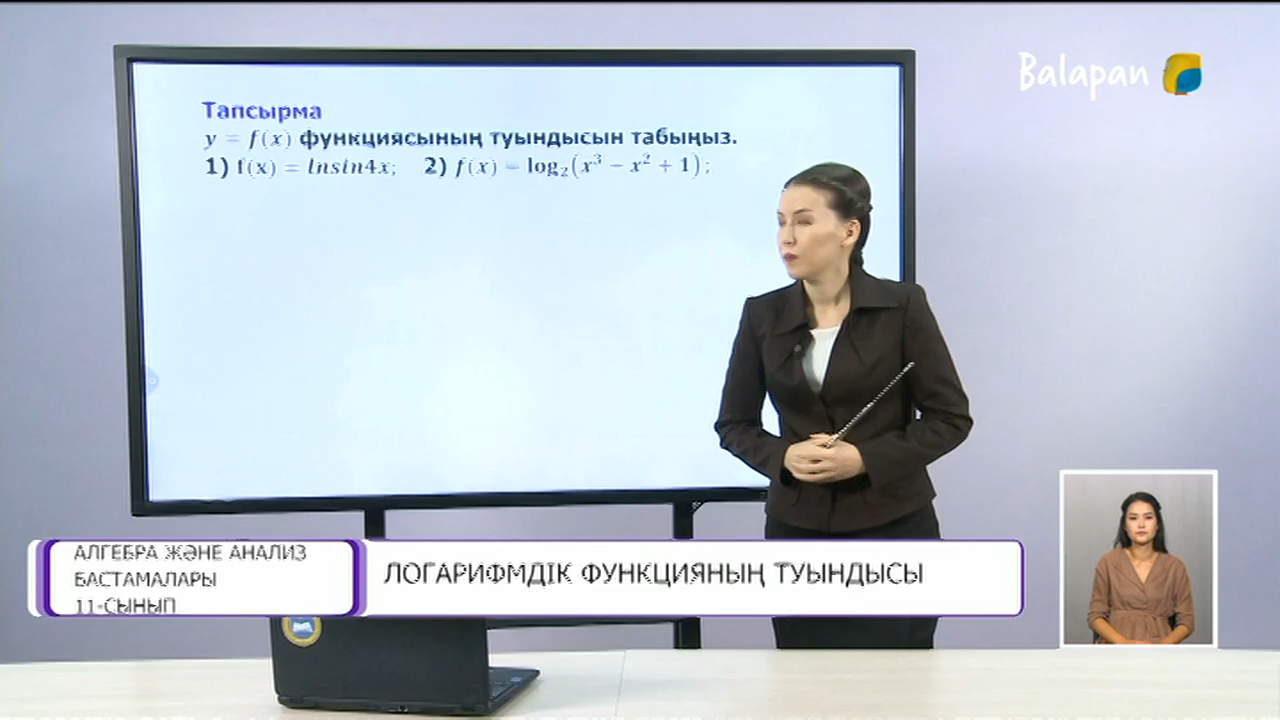 Balapan
Тапсырма
y = f(x) функциясының туындысын табыңыз.
1) f(x) = lnsin4x; 2) f(x) = log₂(x³ − x² + 1);
АЛГЕБРА ЖӘНЕ АНАЛИЗ
БАСТАМАЛАРЫ
11-СЫНЫП
ЛОГАРИФМДІК ФУНКЦИЯНЫҢ ТУЫНДЫСЫ